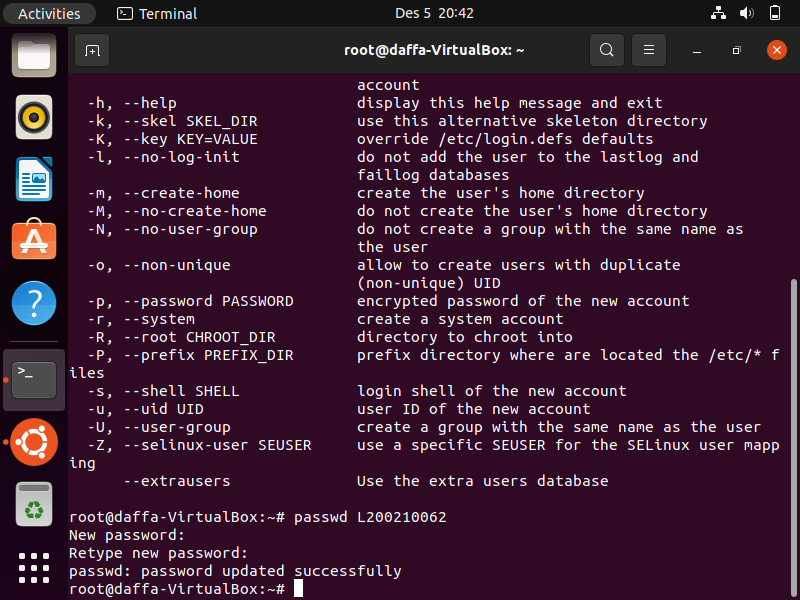 Activities
Terminal
Des 5 20:42
root@daffa-VirtualBox: ~
account
-h, --help display this help message and exit
-k, --skel SKEL_DIR use this alternative skeleton directory
-K, --key KEY=VALUE override /etc/login.defs defaults
-l, --no-log-init do not add the user to the lastlog and
faillog databases
-m, --create-home create the user's home directory
-M, --no-create-home do not create the user's home directory
-N, --no-user-group do not create a group with the same name as
the user
-o, --non-unique allow to create users with duplicate
(non-unique) UID
-p, --password PASSWORD encrypted password of the new account
-r, --system create a system account
-R, --root CHROOT_DIR directory to chroot into
-P, --prefix PREFIX_DIR prefix directory where are located the /etc/* f
iles
-s, --shell SHELL login shell of the new account
-u, --uid UID user ID of the new account
-U, --user-group create a group with the same name as the user
-Z, --selinux-user SEUSER use a specific SEUSER for the SELinux user mapp
ing
--extrausers Use the extra users database
root@daffa-VirtualBox:~# passwd L200210062
New password:
Retype new password:
passwd: password updated successfully
root@daffa-VirtualBox:~#